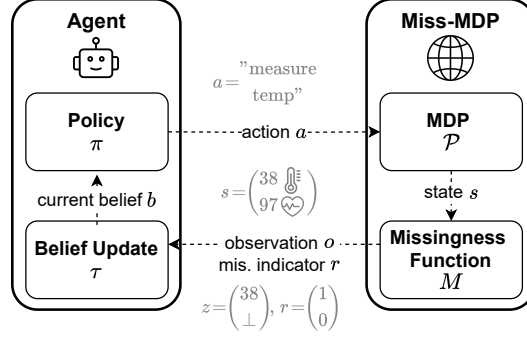 Agent
Miss-MDP
a= "measure
temp"
Policy
π
action a
MDP
𝒫
current belief b
s= (38
97)
state s
Belief Update
τ
observation o
mis. indicator r
Missingness
Function
M
z= (38
⊥), r= (1
0)